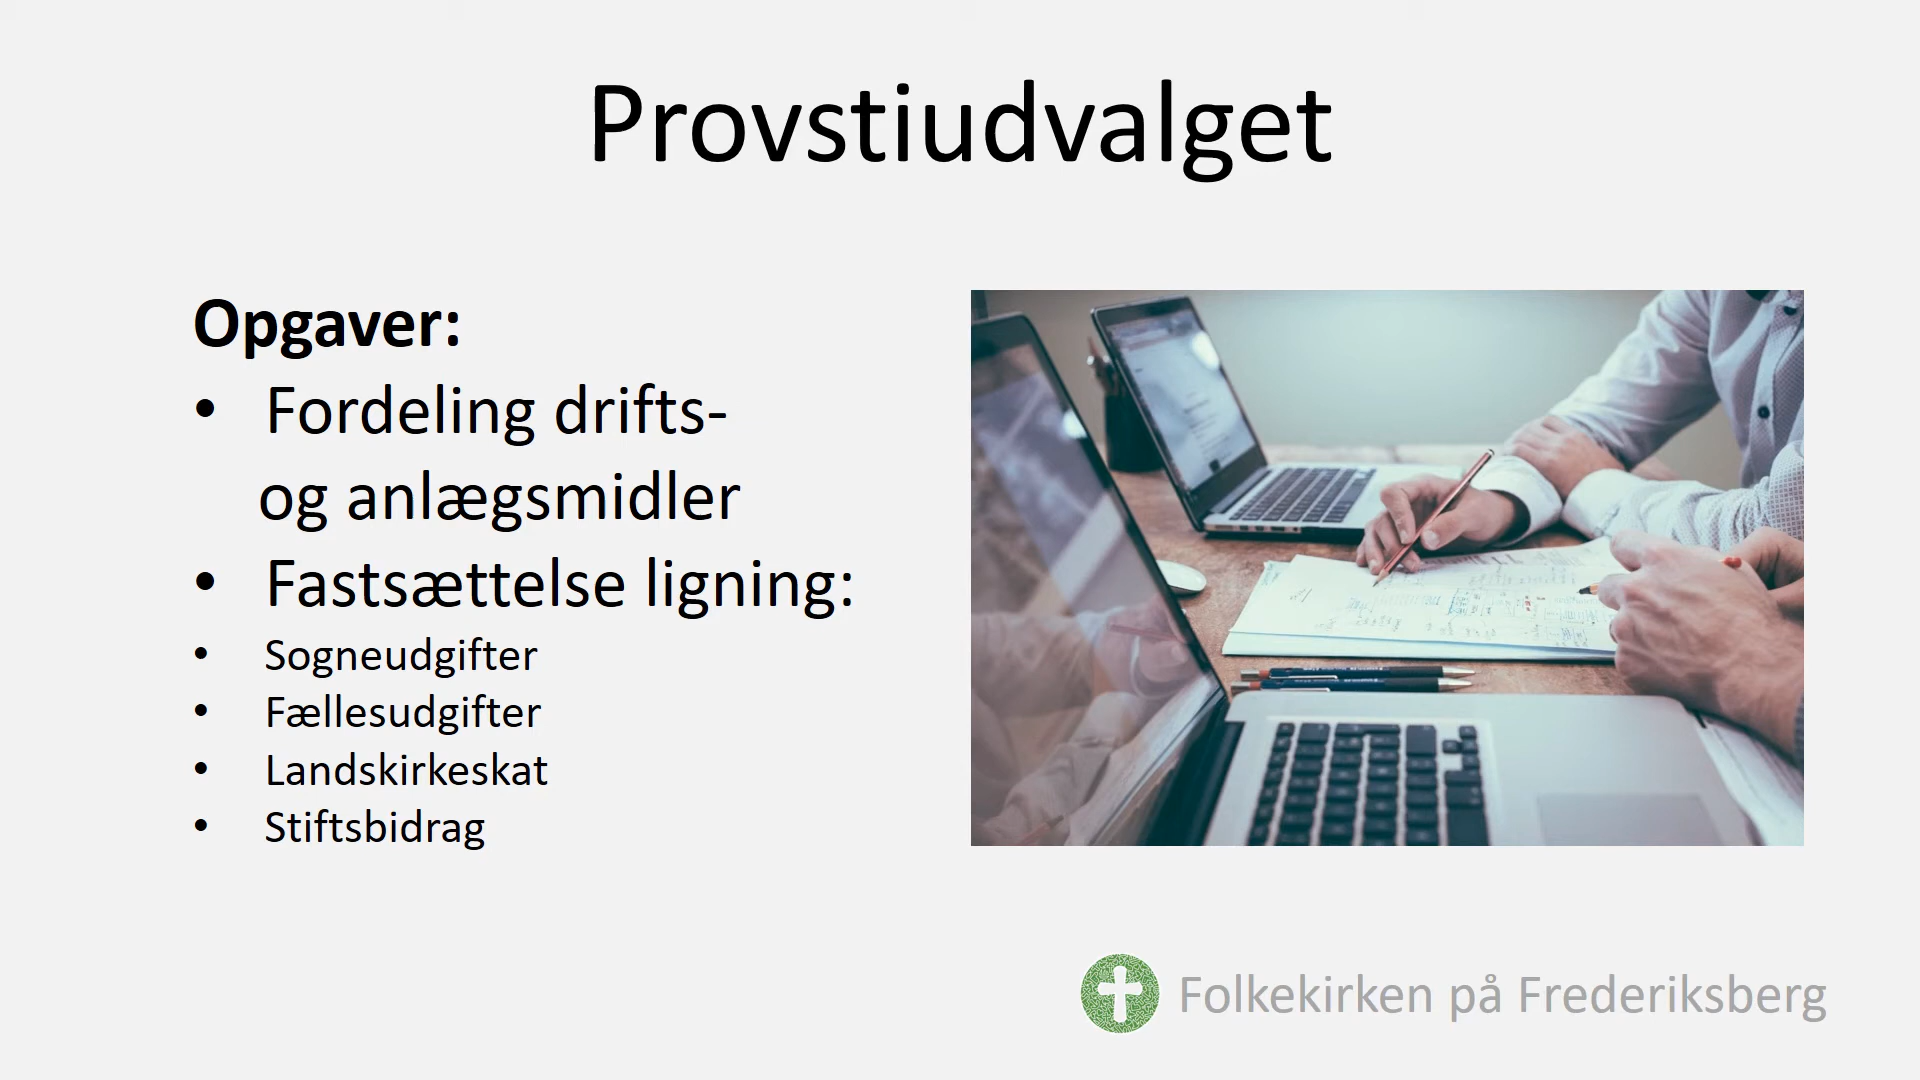 Provstiudvalget
Opgaver:
• Fordeling drifts-
og anlægsmidler
• Fastsættelse ligning:
• Sogneudgifter
• Fællesudgifter
• Landskirkeskat
• Stiftsbidrag
Folkekirken på Frederiksberg